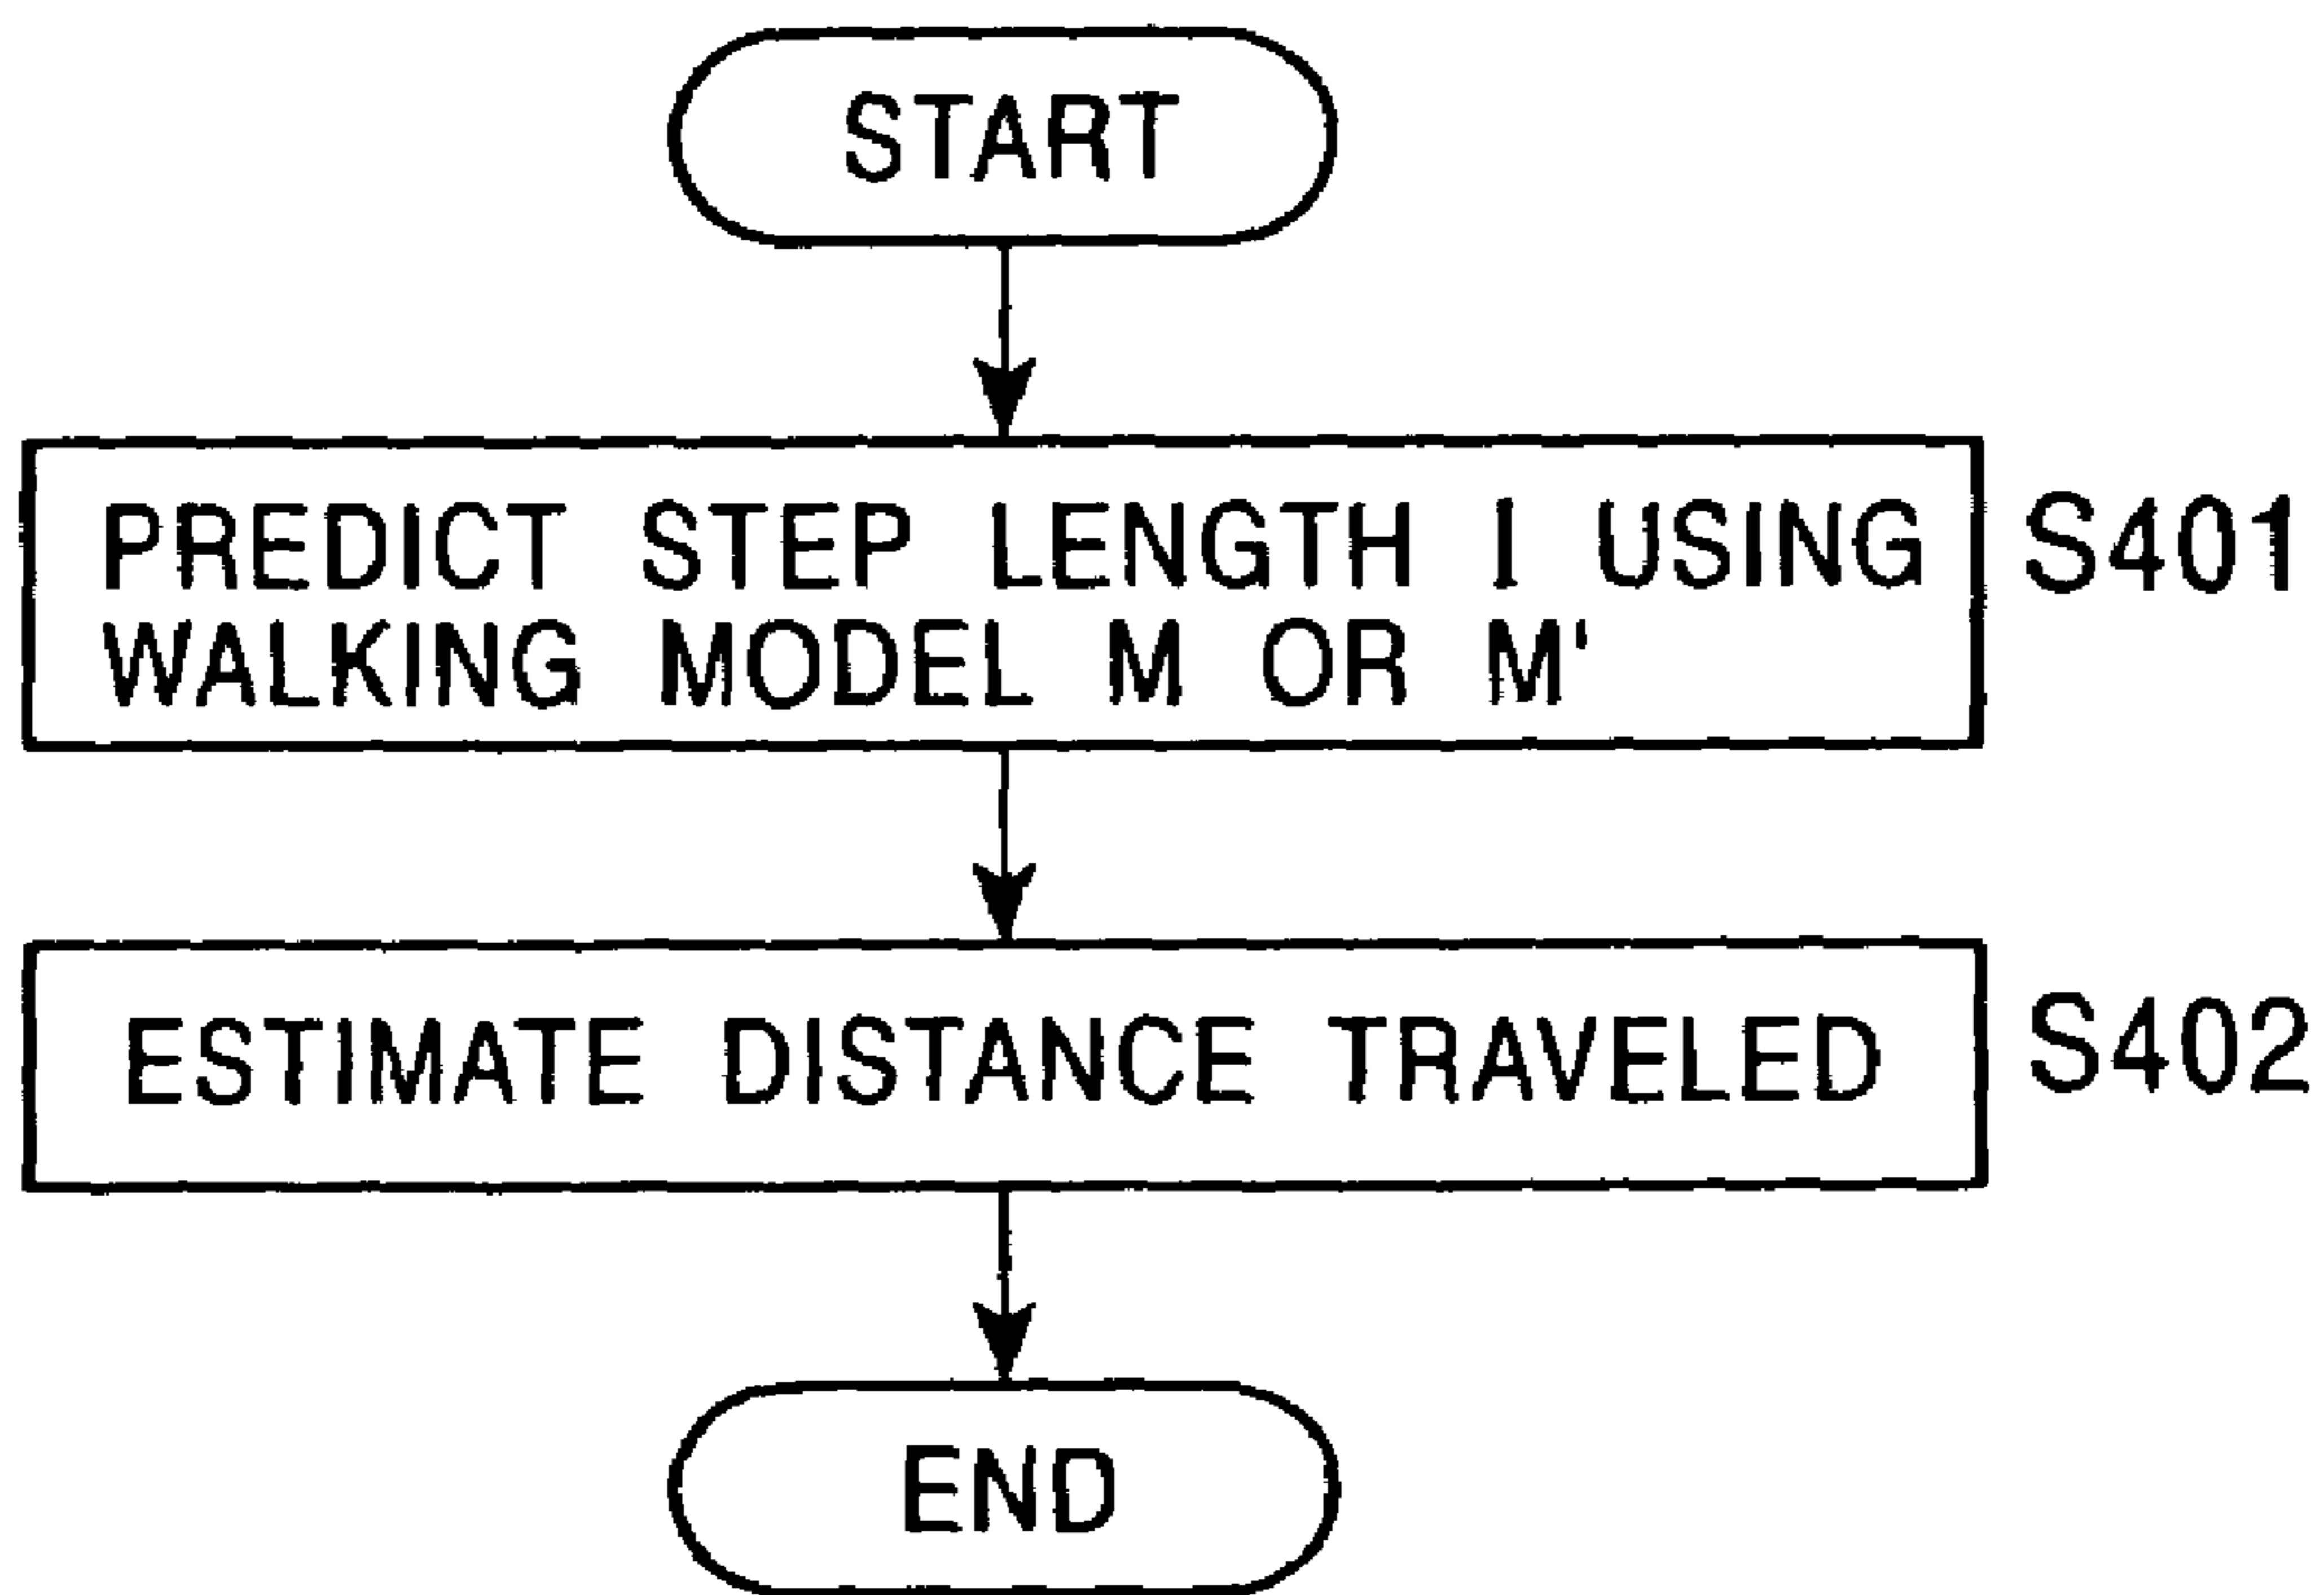 START
PREDICT STEP LENGTH l USING
WALKING MODEL M OR M'
S401
ESTIMATE DISTANCE TRAVELED
S402
END